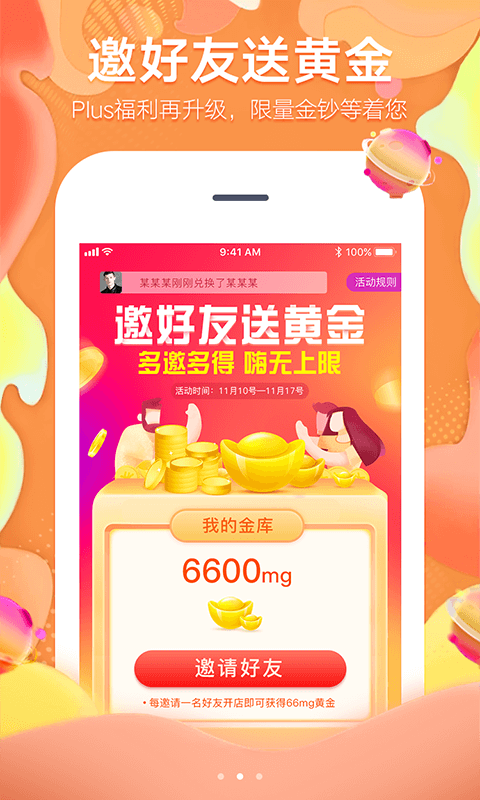 邀好友送黄金
Plus福利再升级，限量金钞等着您
9:41 AM 100%
某某某刚刚兑换了某某某
活动规则
邀好友送黄金
多邀多得 嗨无上限
活动时间：11月10号—11月17号
我的金库
6600mg
邀请好友
• 每邀请一名好友开店即可获得66mg黄金